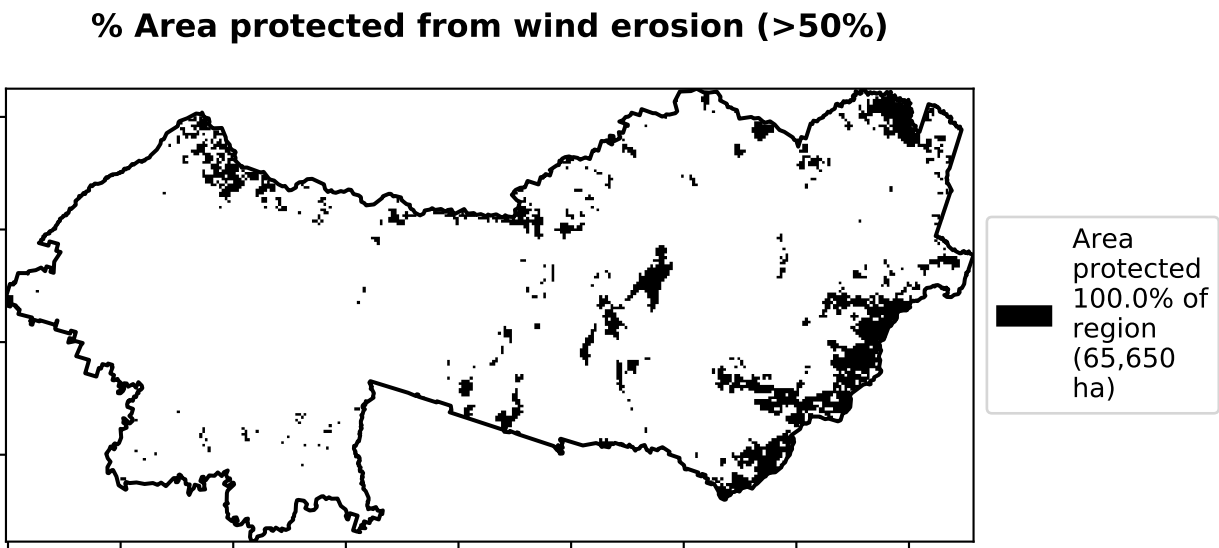 % Area protected from wind erosion (>50%)
Area
protected
100.0% of
region
(65,650
ha)